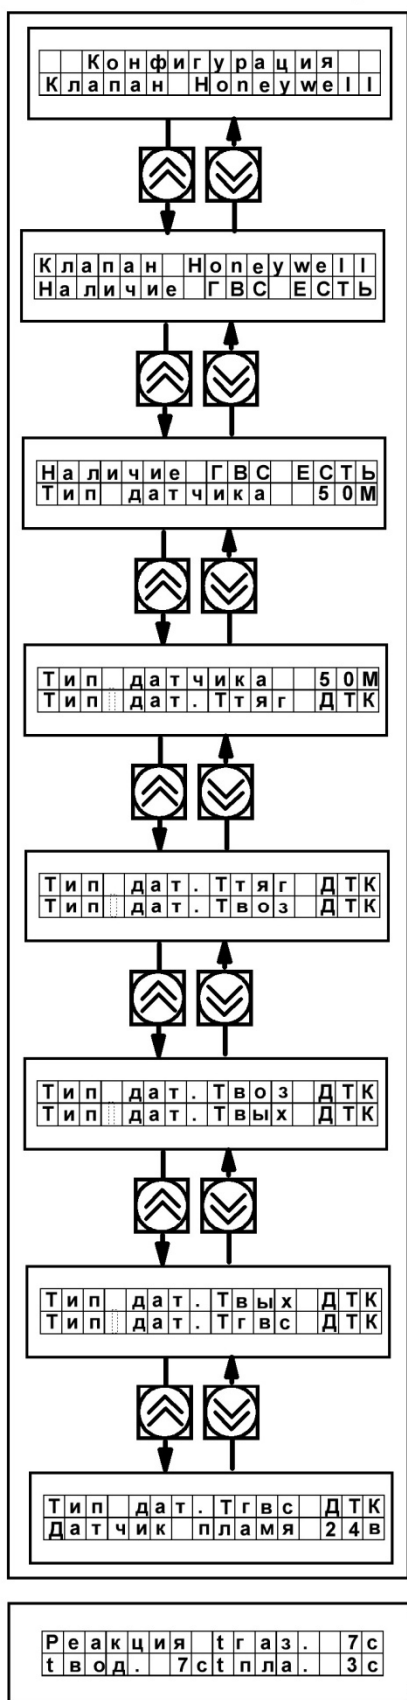 Конфигурация
Клапан Honeywell
Клапан Honeywell
Наличие ГВС ЕСТЬ
Наличие ГВС ЕСТЬ
Тип датчика 50М
Тип датчика 50М
Тип дат.Ттяг ДТК
Тип дат.Ттяг ДТК
Тип дат.Твоз ДТК
Тип дат.Твоз ДТК
Тип дат.Твых ДТК
Тип дат.Твых ДТК
Тип дат.Тгвс ДТК
Тип дат.Тгвс ДТК
Датчик пламя 24в
Реакция tгаз. 7с
tвод. 7сtпла. 3с